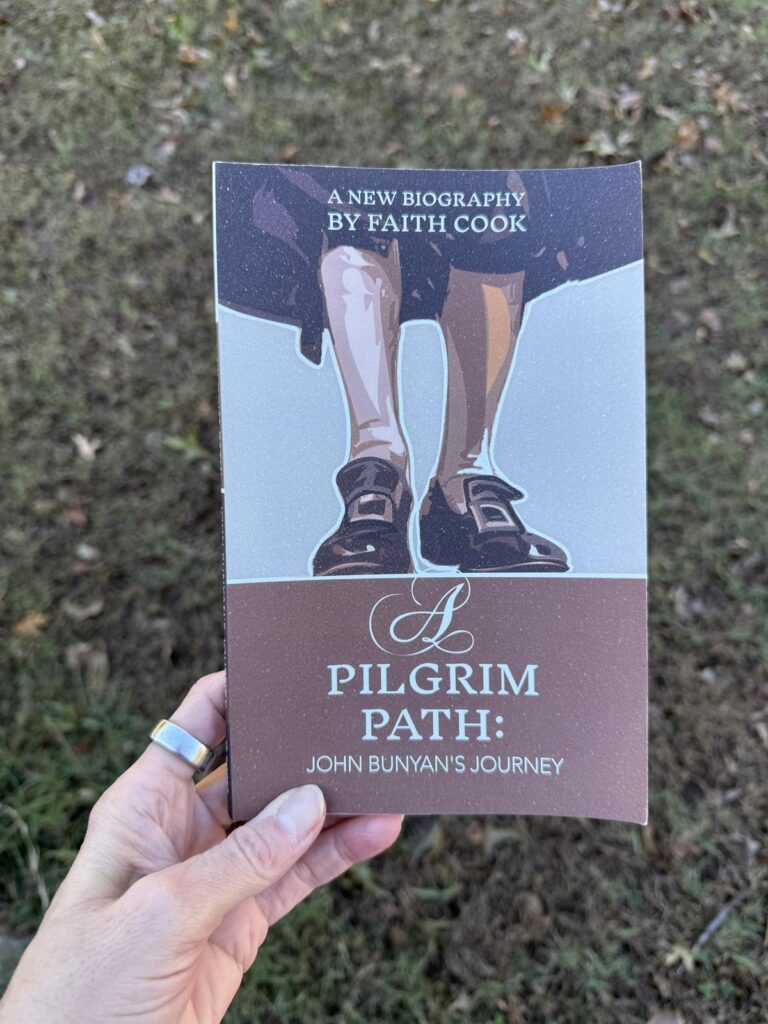 A NEW BIOGRAPHY
BY FAITH COOK
A
PILGRIM
PATH:
JOHN BUNYAN'S JOURNEY